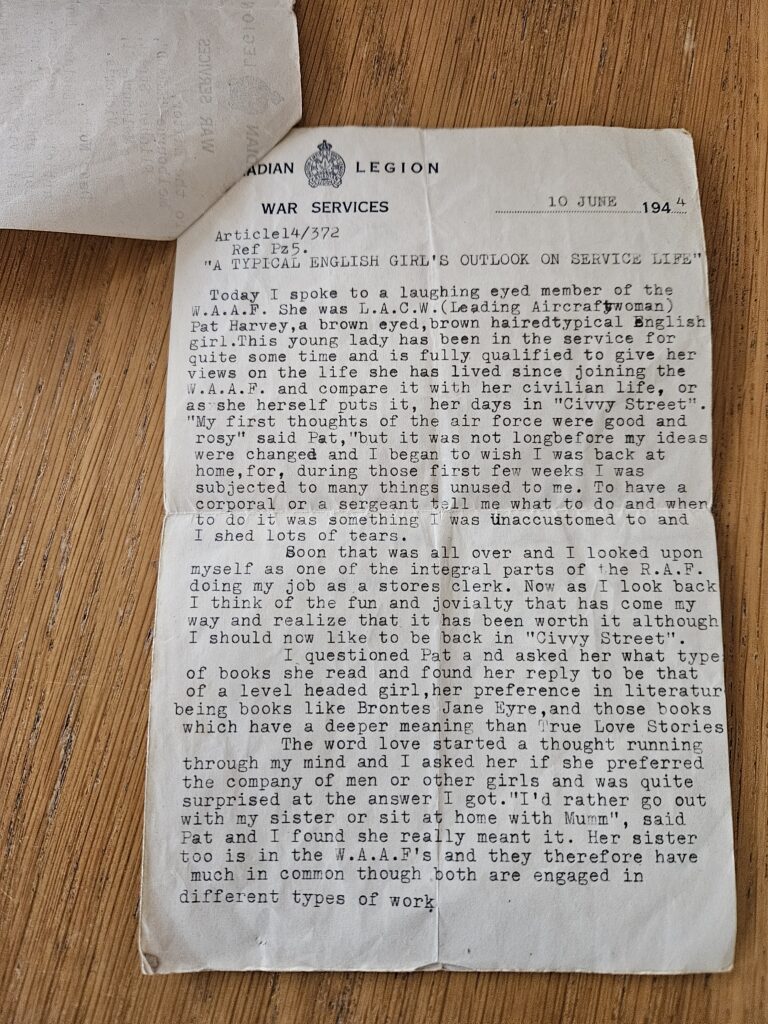 WAR SERVICES
LEGION
ADIAN LEGION
WAR SERVICES 10 JUNE 1944
Article14/372
Ref Pz5.
"A TYPICAL ENGLISH GIRL'S OUTLOOK ON SERVICE LIFE"
Today I spoke to a laughing eyed member of the
W.A.A.F. She was L.A.C.W.(Leading Aircraftwoman)
Pat Harvey,a brown eyed,brown hairedtypical English
girl.This young lady has been in the service for
quite some time and is fully qualified to give her
views on the life she has lived since joining the
W.A.A.F. and compare it with her civilian life, or
as she herself puts it, her days in "Civvy Street".
"My first thoughts of the air force were good and
rosy" said Pat,"but it was not longbefore my ideas
were changed and I began to wish I was back at
home,for, during those first few weeks I was
subjected to many things unused to me. To have a
corporal or a sergeant tell me what to do and when
to do it was something I was Unaccustomed to and
I shed lots of tears.
Soon that was all over and I looked upon
myself as one of the integral parts of the R.A.F.
doing my job as a stores clerk. Now as I look back
I think of the fun and jovialty that has come my
way and realize that it has been worth it although
I should now like to be back in "Civvy Street".
I questioned Pat a nd asked her what type
of books she read and found her reply to be that
of a level headed girl,her preference in literatur
being books like Brontes Jane Eyre,and those books
which have a deeper meaning than True Love Stories
The word love started a thought running
through my mind and I asked her if she preferred
the company of men or other girls and was quite
surprised at the answer I got."I'd rather go out
with my sister or sit at home with Mumm", said
Pat and I found she really meant it. Her sister
too is in the W.A.A.F's and they therefore have
much in common though both are engaged in
different types of work